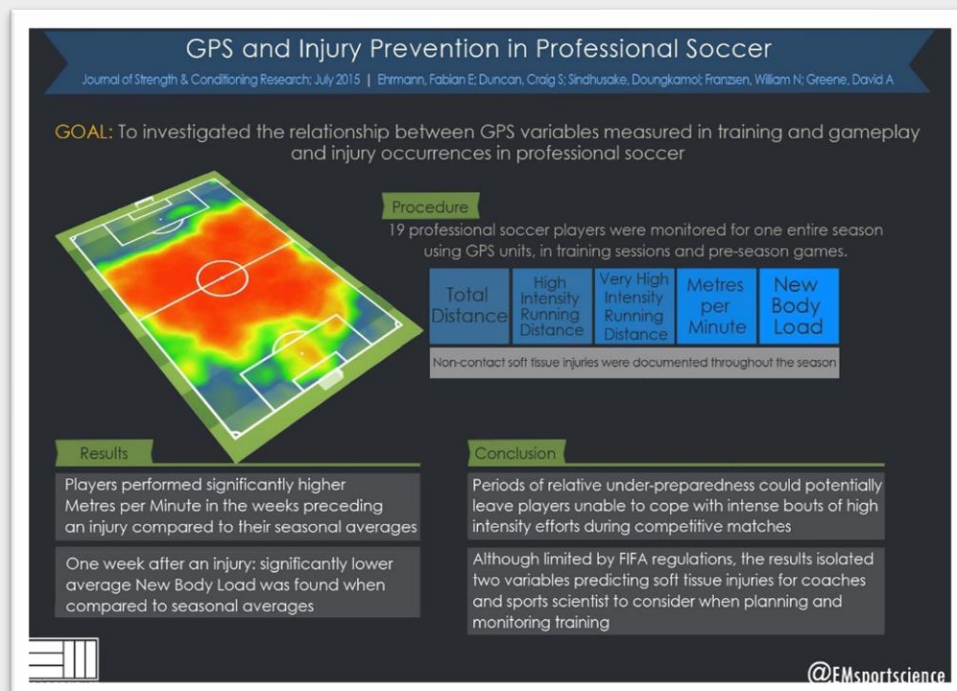 GPS and Injury Prevention in Professional Soccer
Journal of Strength & Conditioning Research; July 2015 | Ehrmann, Fabian E; Duncan, Craig S; Sindhusake, Doungkamol; Franzsen, William N; Greene, David A
GOAL: To investigated the relationship between GPS variables measured in training and gameplay
and injury occurrences in professional soccer
Procedure
19 professional soccer players were monitored for one entire season
using GPS units, in training sessions and pre-season games.
Total
Distance
High
Intensity
Running
Distance
Very High
Intensity
Running
Distance
Metres
per
Minute
New
Body
Load
Non-contact soft tissue injuries were documented throughout the season
Results
Players performed significantly higher
Metres per Minute in the weeks preceding
an injury compared to their seasonal averages
One week after an injury: significantly lower
average New Body Load was found when
compared to seasonal averages
Conclusion
Periods of relative under-preparedness could potentially
leave players unable to cope with intense bouts of high
intensity efforts during competitive matches
Although limited by FIFA regulations, the results isolated
two variables predicting soft tissue injuries for coaches
and sports scientist to consider when planning and
monitoring training
@EMsportscience